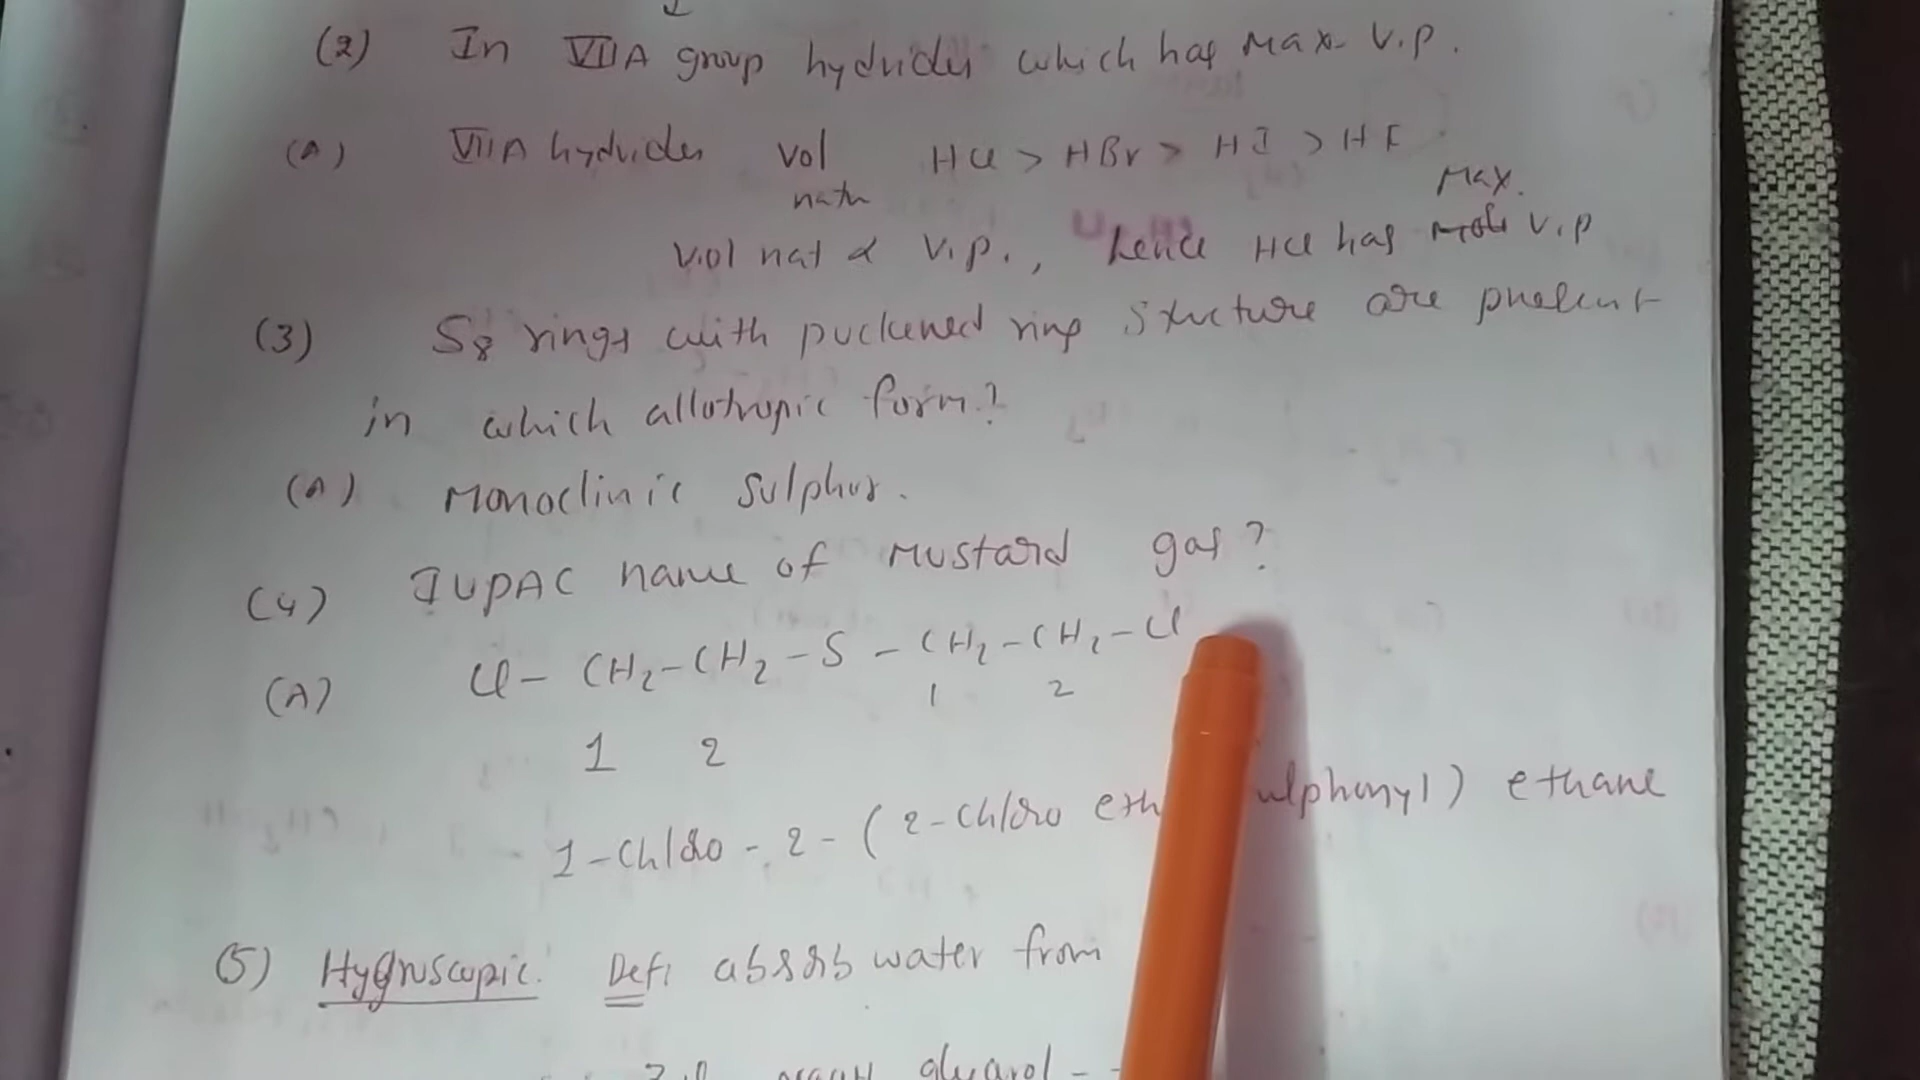 (2) In VIIA group hydrides which has Max V.p.
(A) VIIA hydrides vol HCl > HBr > HI > HF
natu Max.
Vol nat α V.p., hence HCl has V.p
(3) S8 rings with puckered ring structure are present
in which allotropic form?
(A) Monoclinic Sulphur.
(4) IUPAC name of Mustard gas?
(A) Cl - CH2 - CH2 - S - CH2 - CH2 - Cl
1 2
1 2
1-Chloro - 2 - (2-Chloro eth ulphenyl) ethane
(5) Hygroscopic. Def: absorb water from